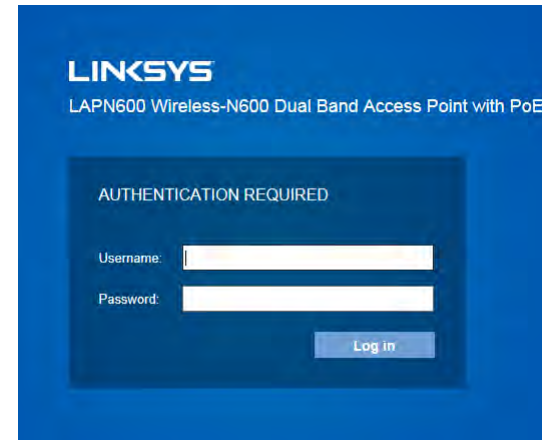 LINKSYS
LAPN600 Wireless-N600 Dual Band Access Point with PoE
AUTHENTICATION REQUIRED
Username:
Password:
Log in